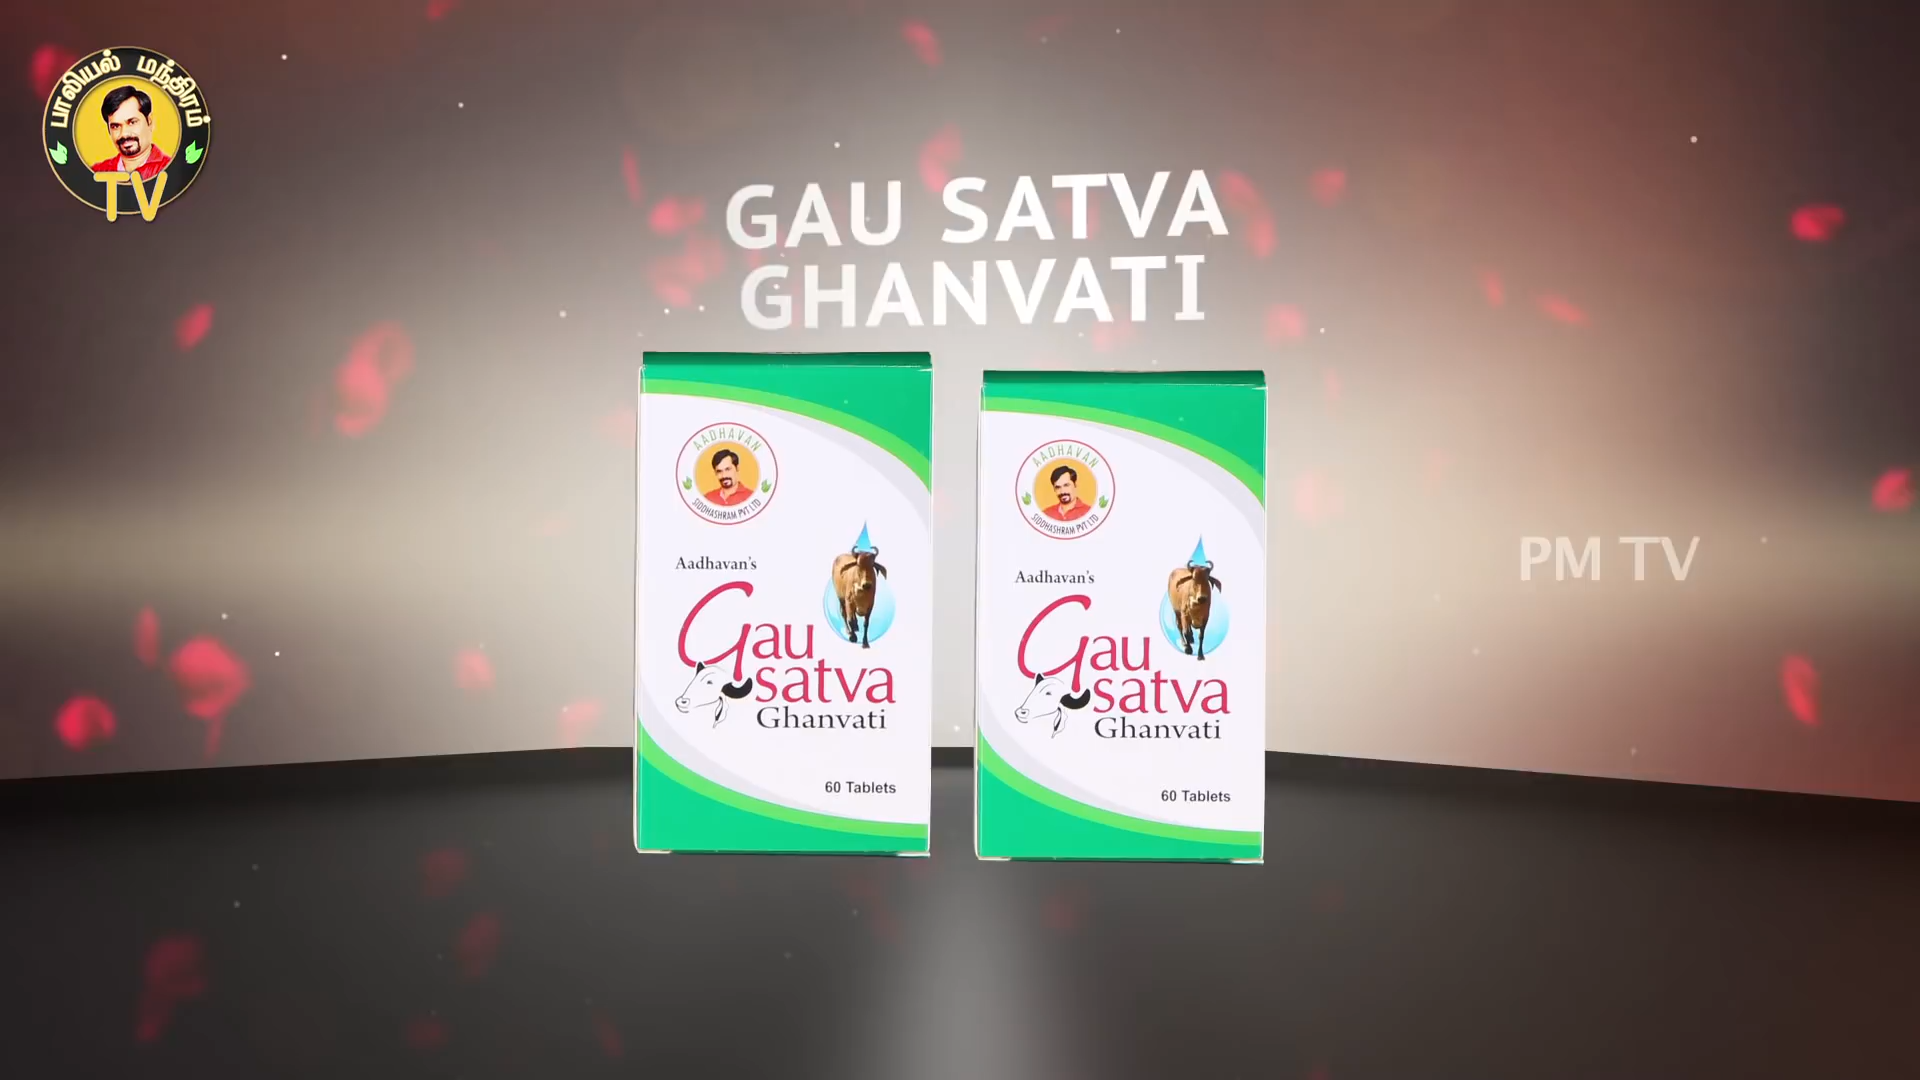 பாலியல் மந்திரம்
TV
GAU SATVA
GHANVATI
PM TV
AADHAVAN
SIDDHASHRAM PVT LTD
Aadhavan's
Gau
satva
Ghanvati
60 Tablets
AADHAVAN
SIDDHASHRAM PVT LTD
Aadhavan's
Gau
satva
Ghanvati
60 Tablets